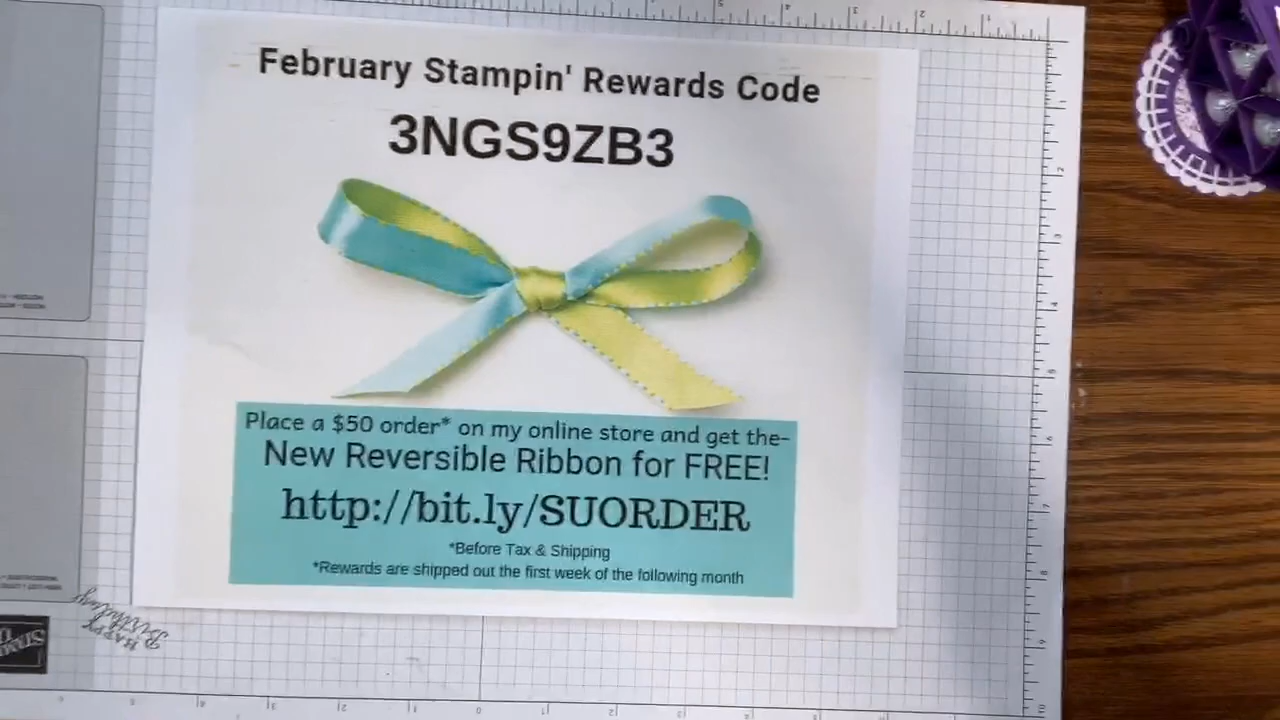 February Stampin' Rewards Code
3NGS9ZB3
Place a $50 order* on my online store and get the-
New Reversible Ribbon for FREE!
http://bit.ly/SUORDER
*Before Tax & Shipping
*Rewards are shipped out the first week of the following month
HAPPY
Birthday